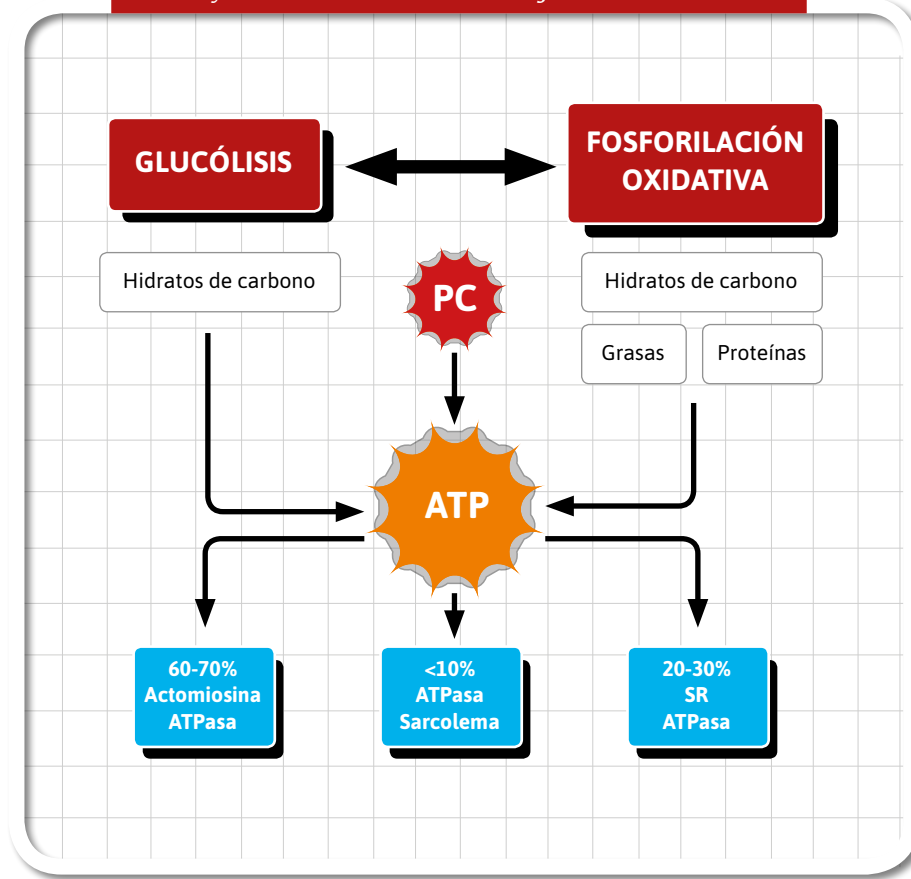 GLUCÓLISIS
FOSFORILACIÓN
OXIDATIVA
Hidratos de carbono
PC
Hidratos de carbono
Grasas
Proteínas
ATP
60-70%
Actomiosina
ATPasa
<10%
ATPasa
Sarcolema
20-30%
SR
ATPasa